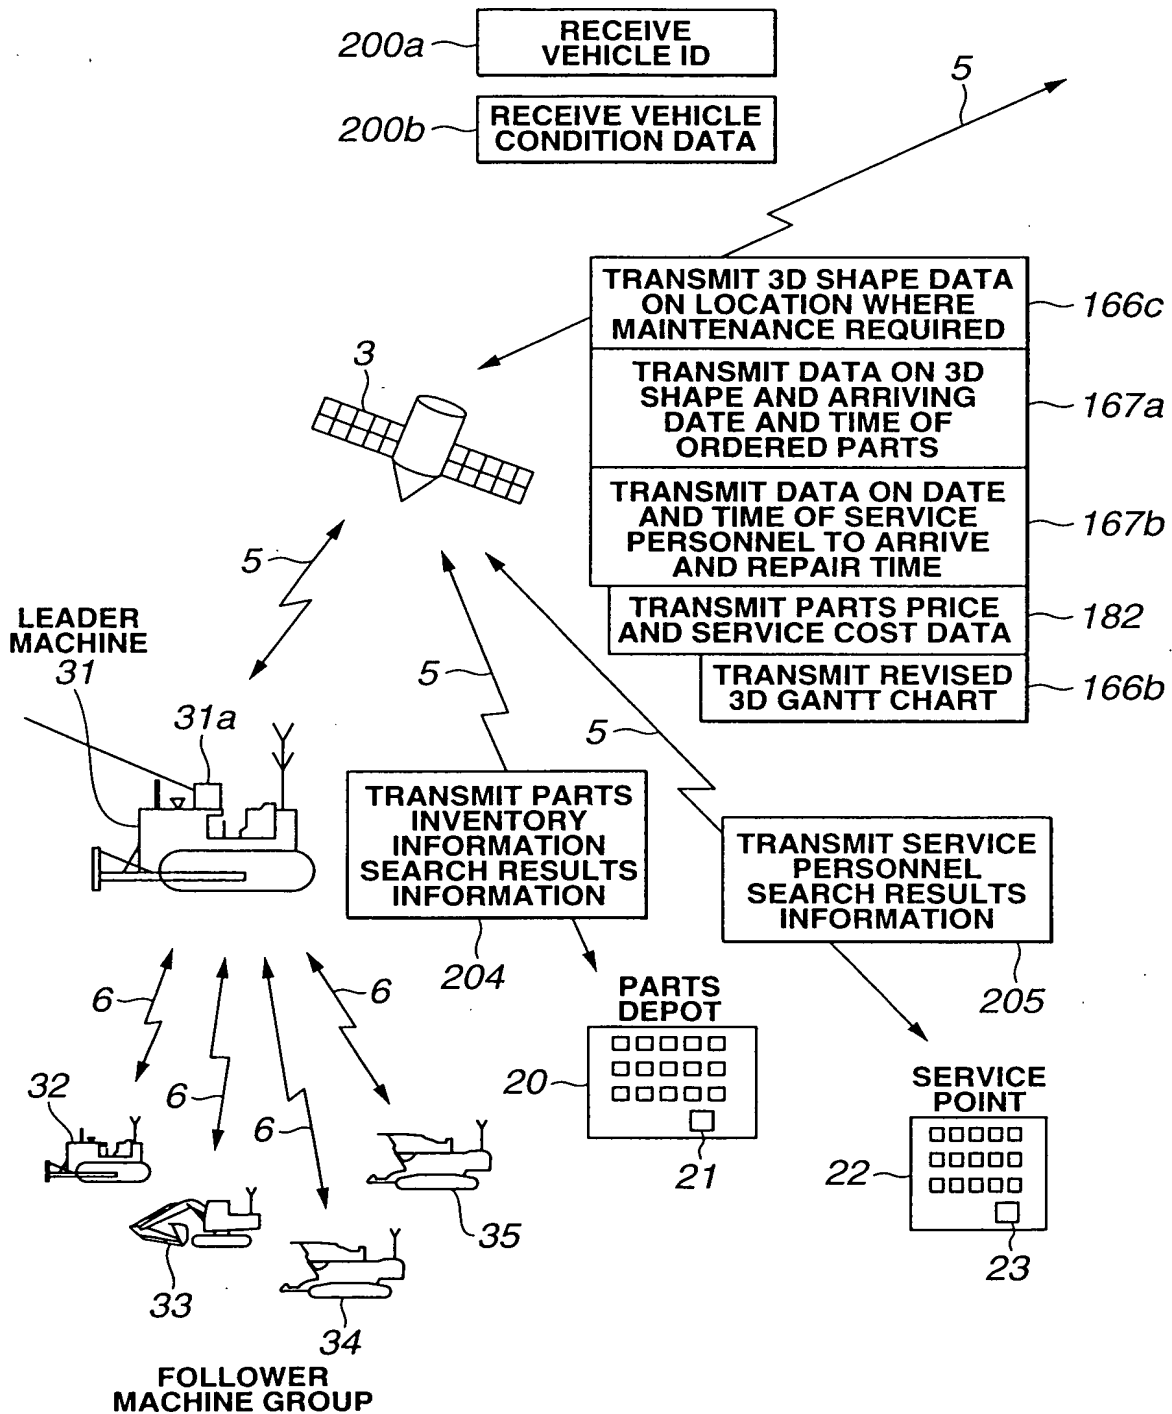 200a
RECEIVE
VEHICLE ID
200b
RECEIVE VEHICLE
CONDITION DATA
5
TRANSMIT 3D SHAPE DATA
ON LOCATION WHERE
MAINTENANCE REQUIRED
166c
3
TRANSMIT DATA ON 3D
SHAPE AND ARRIVING
DATE AND TIME OF
ORDERED PARTS
167a
TRANSMIT DATA ON DATE
AND TIME OF SERVICE
PERSONNEL TO ARRIVE
AND REPAIR TIME
167b
5
TRANSMIT PARTS PRICE
AND SERVICE COST DATA
182
TRANSMIT REVISED
3D GANTT CHART
166b
LEADER
MACHINE
31
31a
5
5
TRANSMIT PARTS
INVENTORY
INFORMATION
SEARCH RESULTS
INFORMATION
204
TRANSMIT SERVICE
PERSONNEL
SEARCH RESULTS
INFORMATION
205
6
6
6
6
PARTS
DEPOT
20
21
SERVICE
POINT
22
23
32
33
34
35
FOLLOWER
MACHINE GROUP